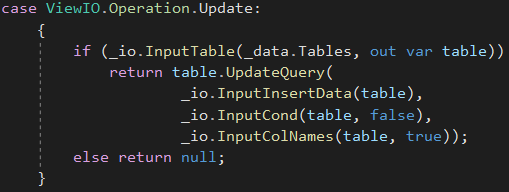 case ViewIO.Operation.Update:
{
if (_io.InputTable(_data.Tables, out var table))
return table.UpdateQuery(
_io.InputInsertData(table),
_io.InputCond(table, false),
_io.InputColNames(table, true));
else return null;
}